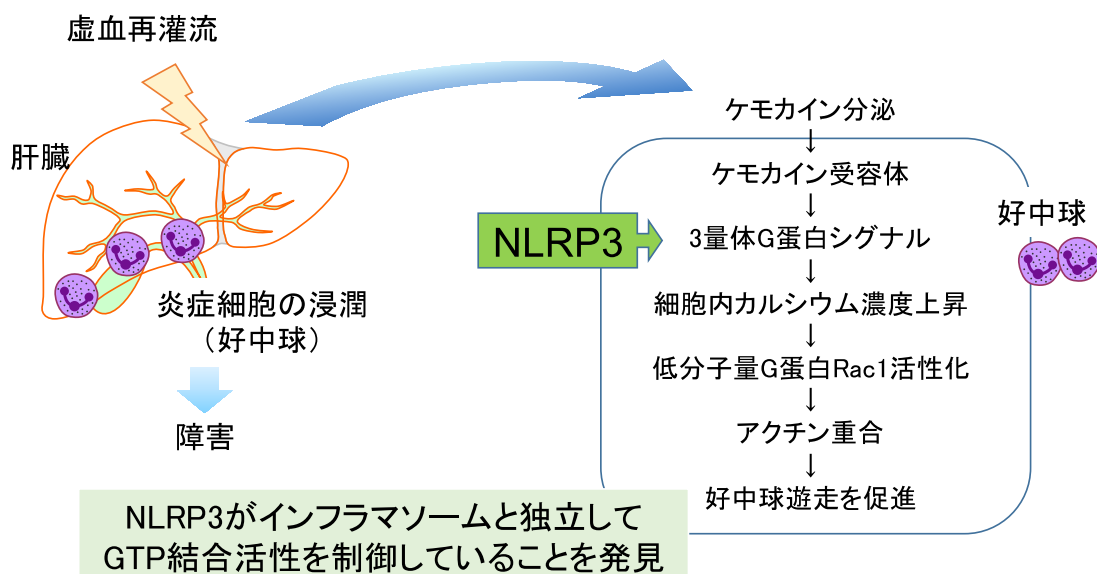 虚血再灌流
肝臓
炎症細胞の浸潤
（好中球）
障害
ケモカイン分泌
↓
ケモカイン受容体
↓
NLRP3
3量体G蛋白シグナル
↓
細胞内カルシウム濃度上昇
↓
低分子量G蛋白Rac1活性化
↓
アクチン重合
↓
好中球遊走を促進
好中球
NLRP3がインフラマソームと独立して
GTP結合活性を制御していることを発見